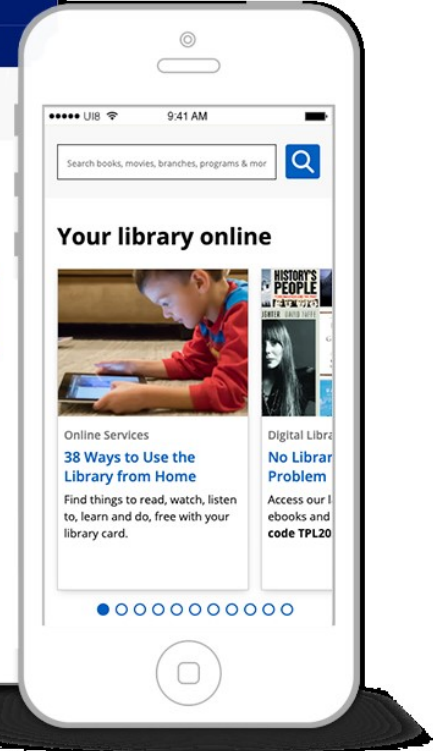 UI8 9:41 AM
Search books, movies, branches, programs & mor
Your library online
HISTORY'S
PEOPLE
Online Services
38 Ways to Use the
Library from Home
Find things to read, watch, listen
to, learn and do, free with your
library card.
Digital Libra
No Librar
Problem
Access our l
ebooks and
code TPL20